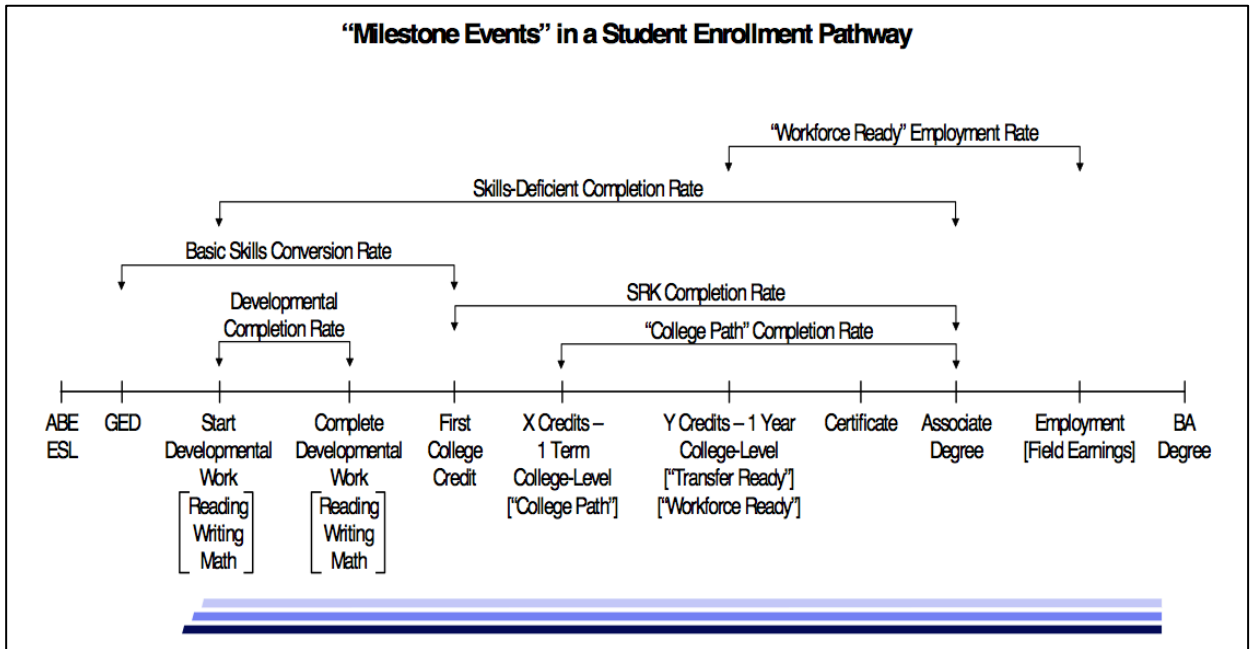 “Milestone Events” in a Student Enrollment Pathway
“Workforce Ready” Employment Rate
Skills-Deficient Completion Rate
Basic Skills Conversion Rate
SRK Completion Rate
Developmental
Completion Rate
“College Path” Completion Rate
ABE
ESL
GED
Start
Developmental
Work
Reading
Writing
Math
Complete
Developmental
Work
Reading
Writing
Math
First
College
Credit
X Credits –
1 Term
College-Level
[“College Path”]
Y Credits – 1 Year
College-Level
[“Transfer Ready”]
[“Workforce Ready”]
Certificate
Associate
Degree
Employment
[Field Earnings]
BA
Degree